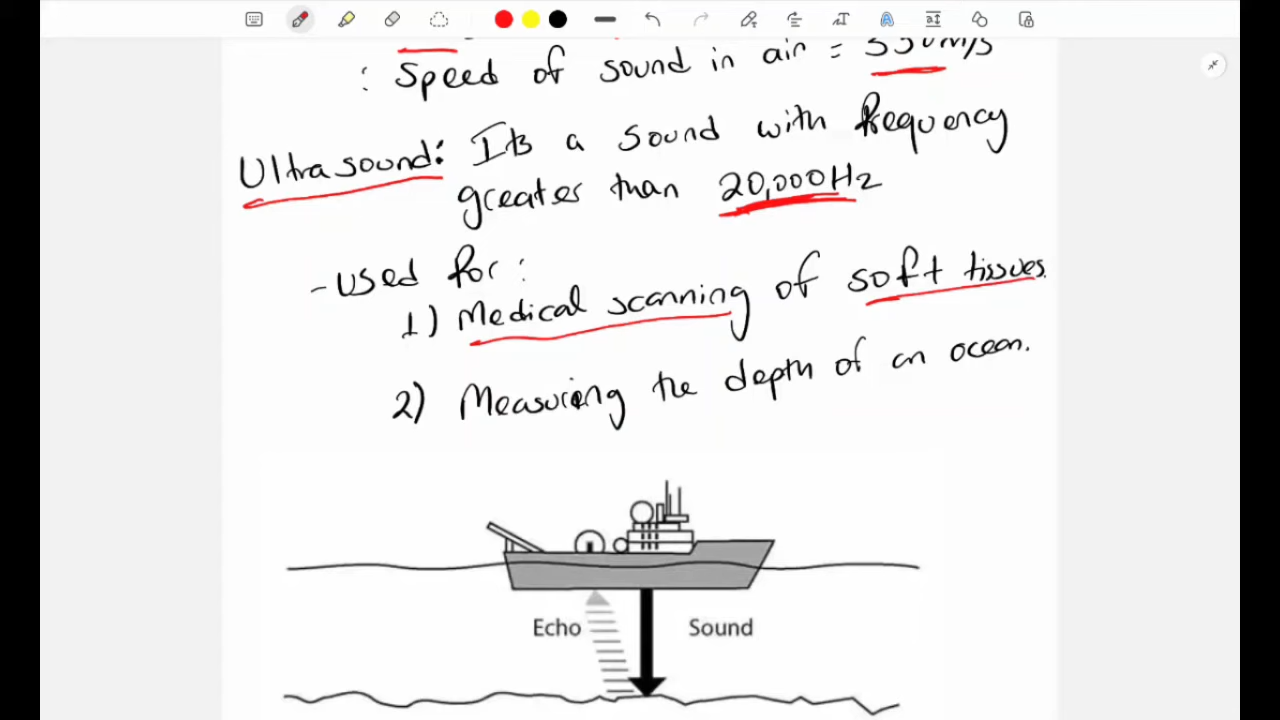 : Speed of sound in air = 330m/s
Ultrasound: Its a sound with frequency
greater than 20,000Hz
- used for:
1) Medical scanning of soft tissues.
2) Measuring the depth of an ocean.
Echo
Sound